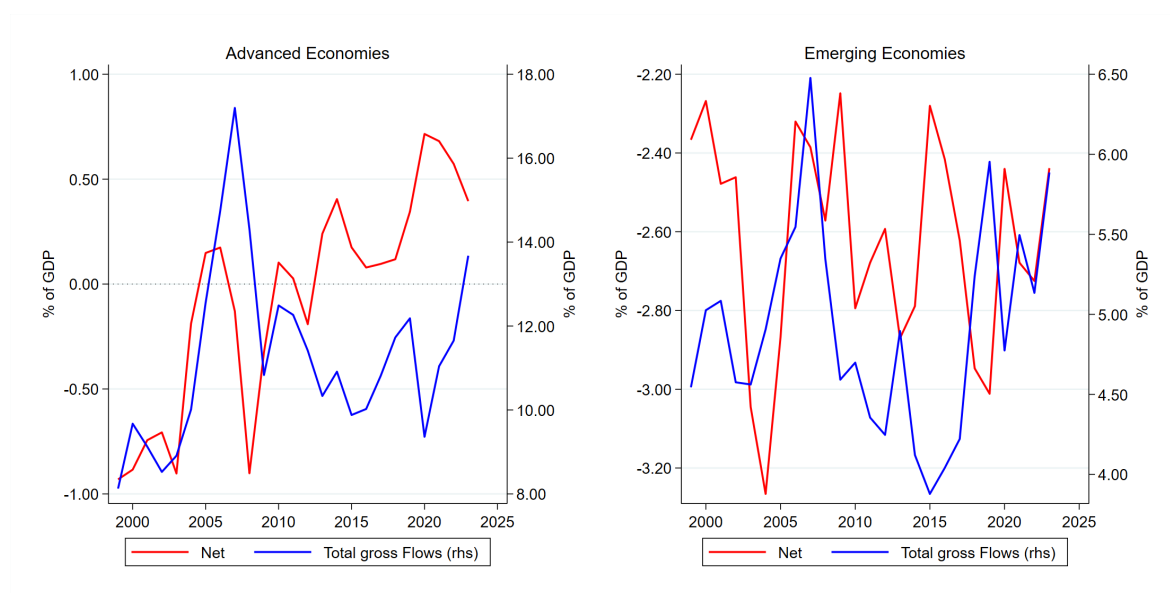 Advanced Economies
1.00
0.50
0.00
-0.50
-1.00
% of GDP
18.00
16.00
14.00
12.00
10.00
8.00
% of GDP
2000 2005 2010 2015 2020 2025
Net Total gross Flows (rhs)
Emerging Economies
-2.20
-2.40
-2.60
-2.80
-3.00
-3.20
% of GDP
6.50
6.00
5.50
5.00
4.50
4.00
% of GDP
2000 2005 2010 2015 2020 2025
Net Total gross Flows (rhs)